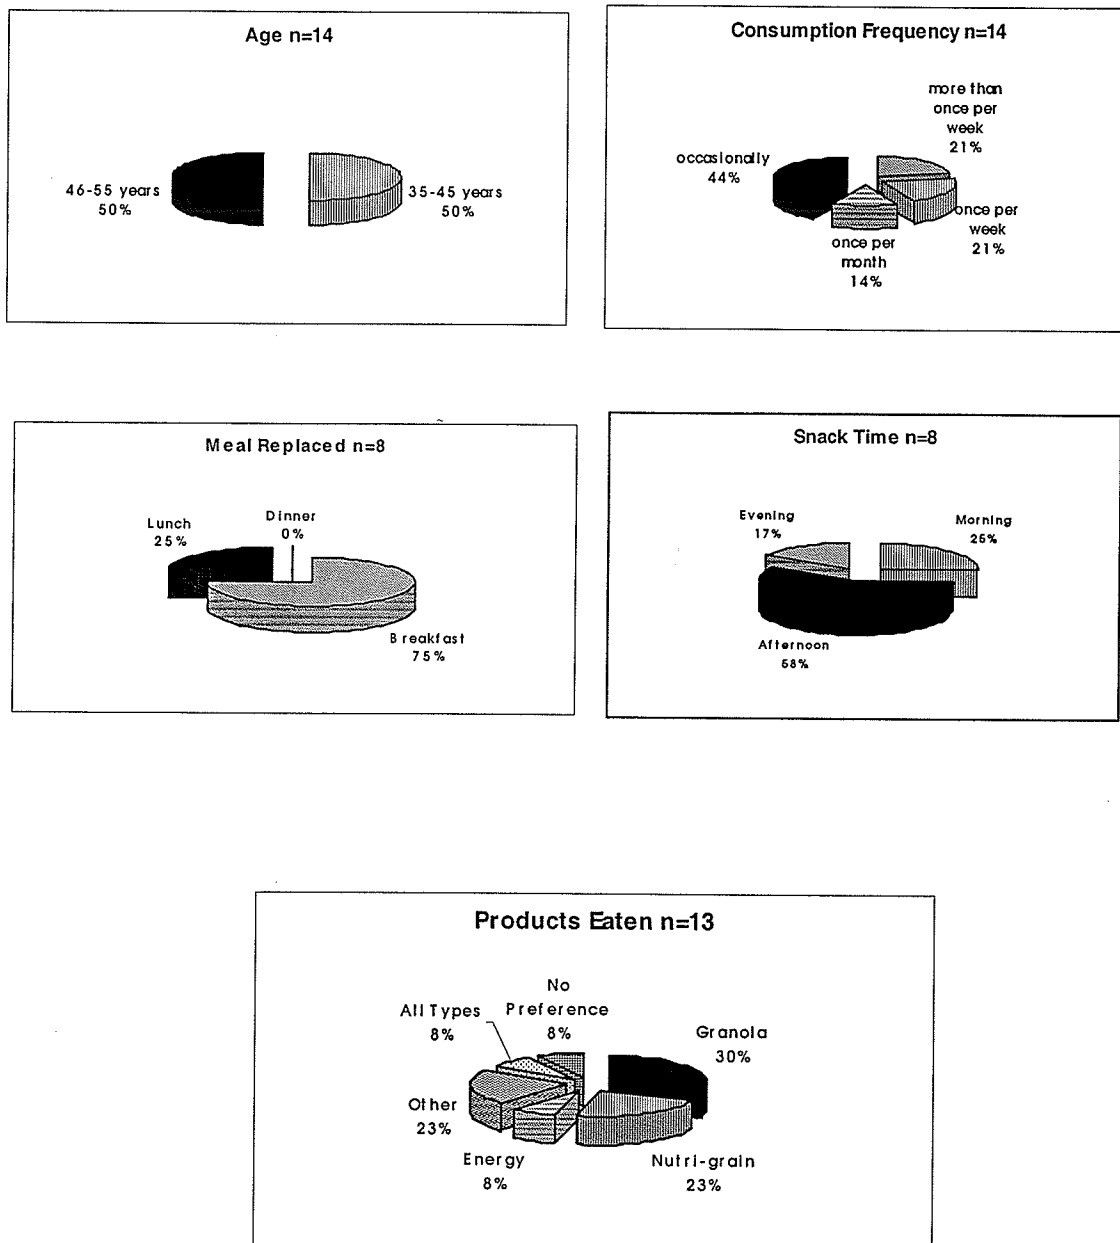 Age n=14
46-55 years
50%
35-45 years
50%
Consumption Frequency n=14
more than
once per
week
21%
occasionally
44%
once per
week
21%
once per
month
14%
Meal Replaced n=8
Lunch
25%
Dinner
0%
Breakfast
75%
Snack Time n=8
Evening
17%
Morning
25%
Afternoon
58%
Products Eaten n=13
No
Preference
8%
All Types
8%
Granola
30%
Other
23%
Energy
8%
Nutri-grain
23%